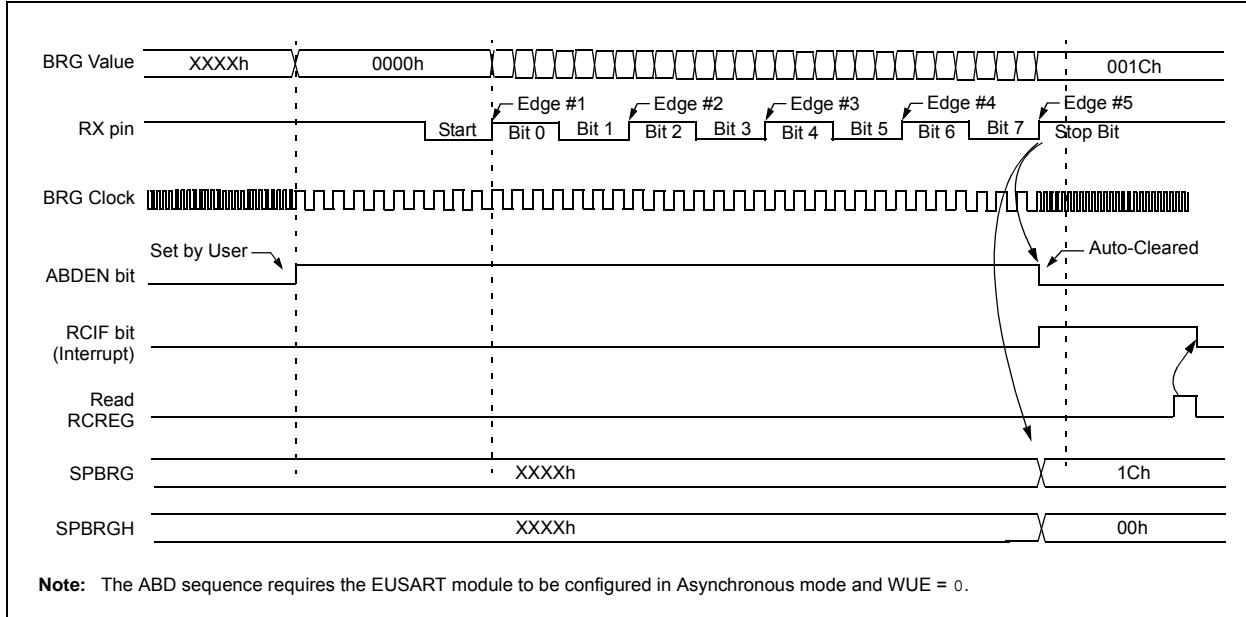 BRG Value XXXXh 0000h 001Ch
Edge #1 Edge #2 Edge #3 Edge #4 Edge #5
RX pin Start Bit 0 Bit 1 Bit 2 Bit 3 Bit 4 Bit 5 Bit 6 Bit 7 Stop Bit
BRG Clock
Set by User Auto-Cleared
ABDEN bit
RCIF bit
(Interrupt)
Read
RCREG
SPBRG XXXXh 1Ch
SPBRGH XXXXh 00h
Note: The ABD sequence requires the EUSART module to be configured in Asynchronous mode and WUE = 0.